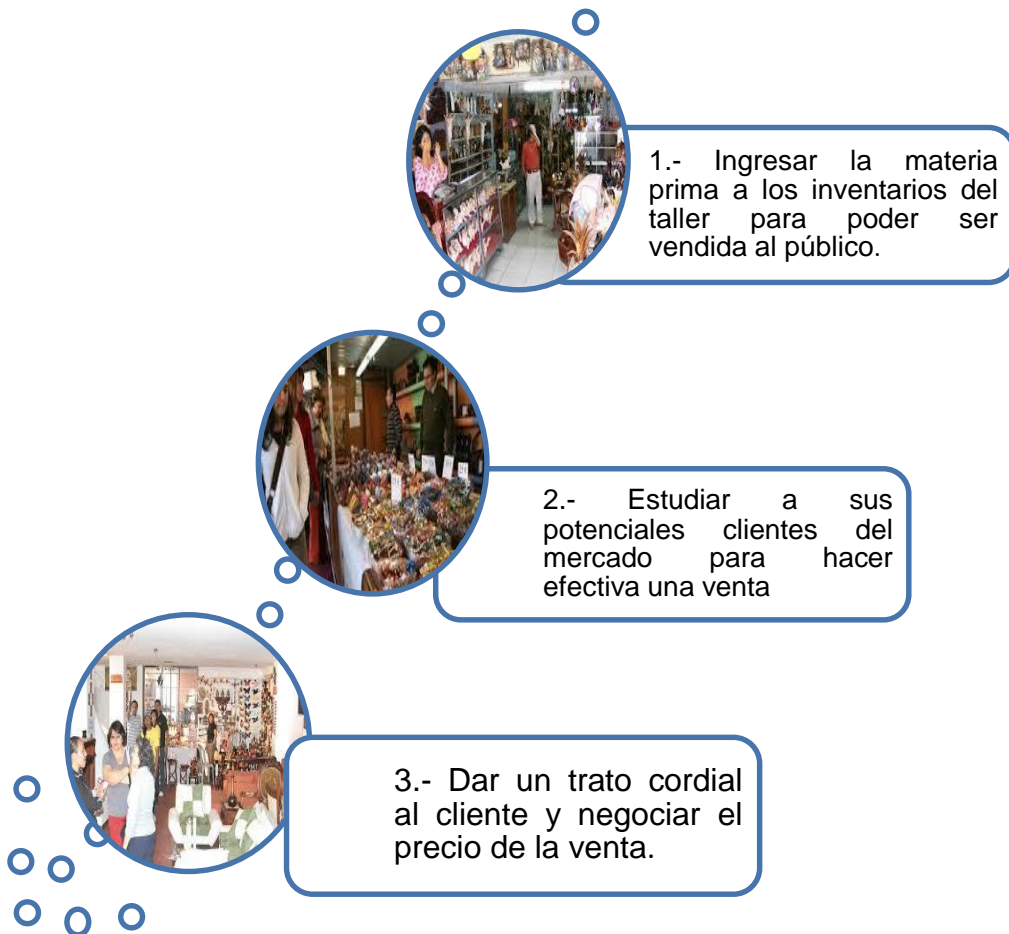 1.- Ingresar la materia
prima a los inventarios del
taller para poder ser
vendida al público.
2.- Estudiar a sus
potenciales clientes del
mercado para hacer
efectiva una venta
3.- Dar un trato cordial
al cliente y negociar el
precio de la venta.